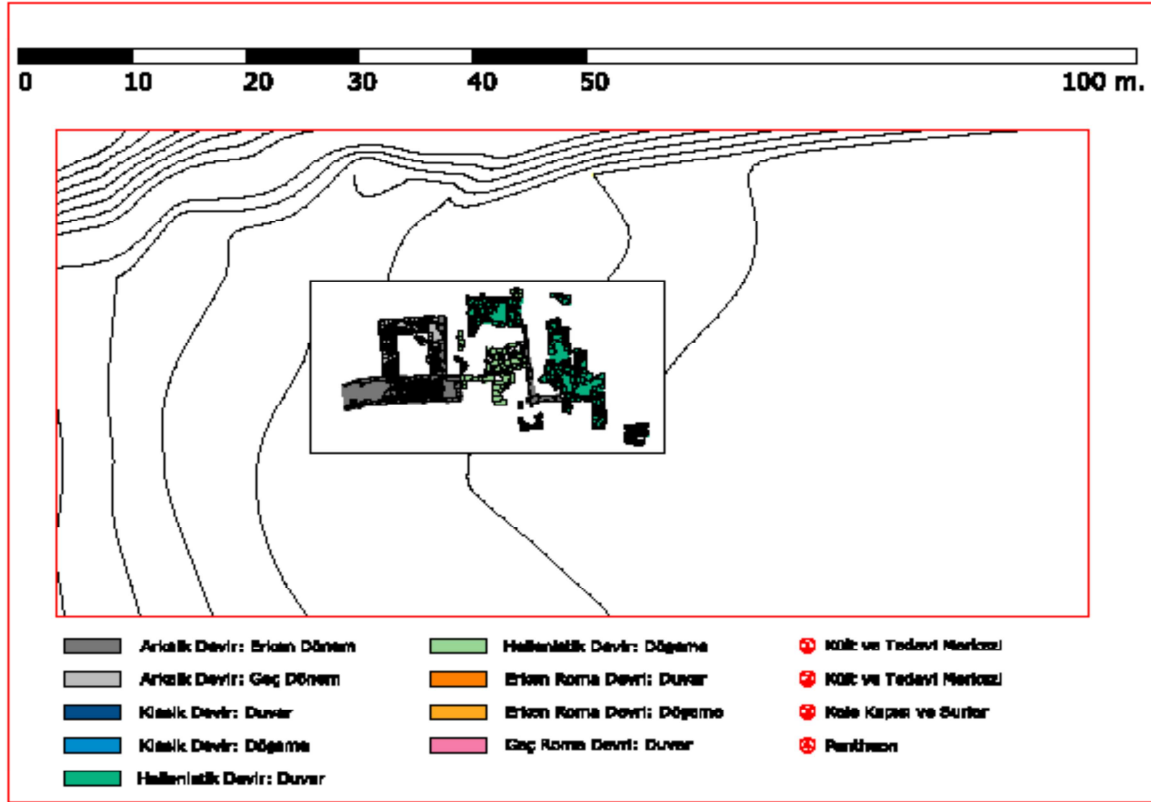 0 10 20 30 40 50 100 m.
Arkaik Devir: Erken Dönem
Arkaik Devir: Geç Dönem
Klasik Devir: Duvar
Klasik Devir: Döşeme
Hellenistik Devir: Duvar
Hellenistik Devir: Döşeme
Erken Roma Devri: Duvar
Erken Roma Devri: Döşeme
Geç Roma Devri: Duvar
Kült ve Tedavi Merkezi
Kült ve Tedavi Merkezi
Kale Kapısı ve Surlar
Pantheon